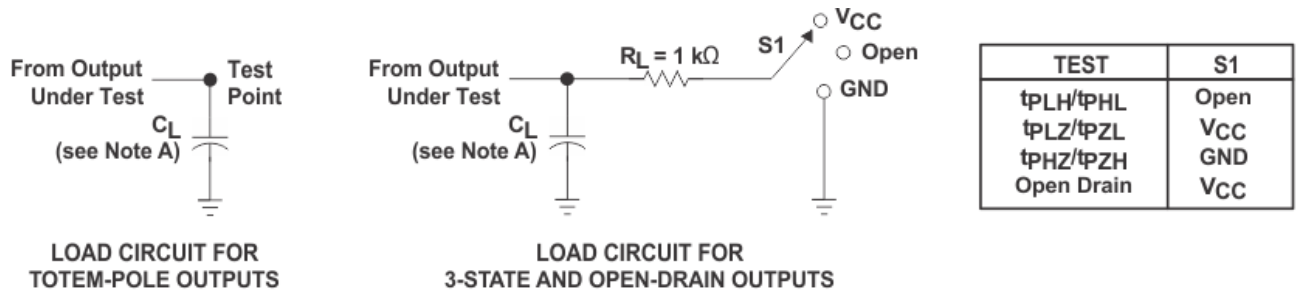 From Output
Under Test
Test
Point
CL
(see Note A)
LOAD CIRCUIT FOR
TOTEM-POLE OUTPUTS
From Output
Under Test
CL
(see Note A)
RL = 1 kΩ
S1
VCC
Open
GND
LOAD CIRCUIT FOR
3-STATE AND OPEN-DRAIN OUTPUTS
TEST S1
tPLH/tPHL Open
tPLZ/tPZL VCC
tPHZ/tPZH GND
Open Drain VCC